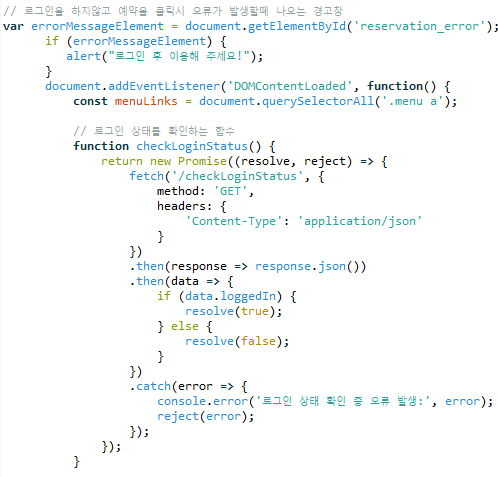 // 로그인을 하지않고 예약을 클릭시 오류가 발생할때 나오는 경고창
var errorMessageElement = document.getElementById('reservation_error');
if (errorMessageElement) {
alert("로그인 후 이용해 주세요!");
}
document.addEventListener('DOMContentLoaded', function() {
const menuLinks = document.querySelectorAll('.menu a');
// 로그인 상태를 확인하는 함수
function checkLoginStatus() {
return new Promise((resolve, reject) => {
fetch('/checkLoginStatus', {
method: 'GET',
headers: {
'Content-Type': 'application/json'
}
})
.then(response => response.json())
.then(data => {
if (data.loggedIn) {
resolve(true);
} else {
resolve(false);
}
})
.catch(error => {
console.error('로그인 상태 확인 중 오류 발생:', error);
reject(error);
});
});
}